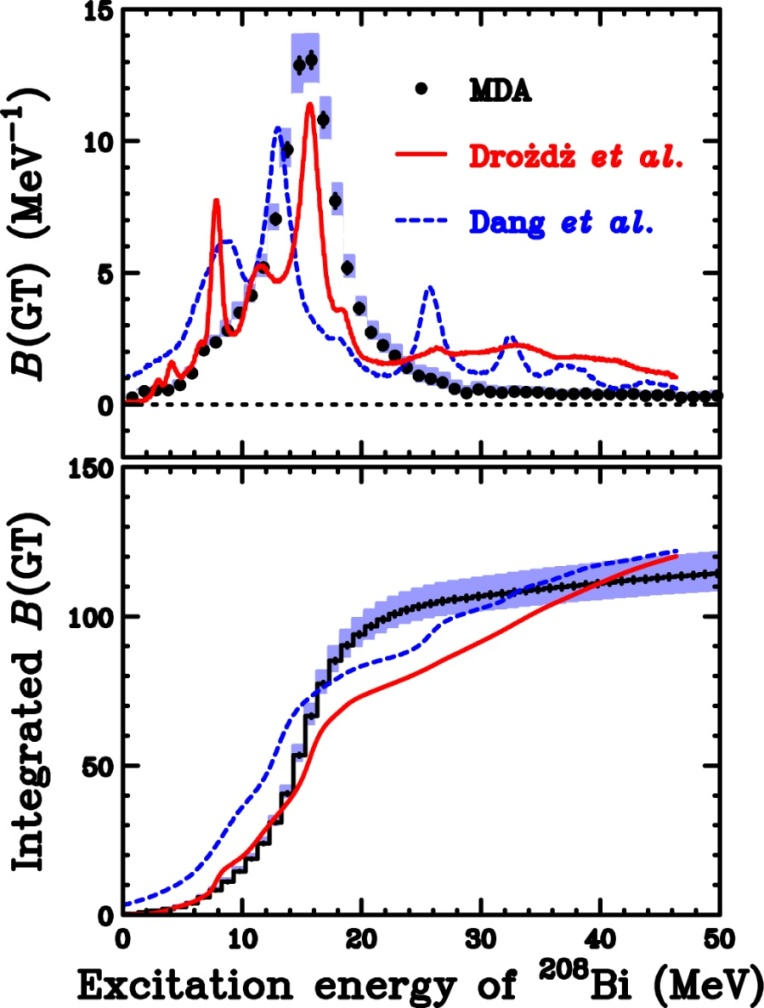 15
10
5
0
B(GT) (MeV⁻¹)
MDA
Drożdż et al.
Dang et al.
150
100
50
0
Integrated B(GT)
0 10 20 30 40 50
Excitation energy of ²⁰⁸Bi (MeV)